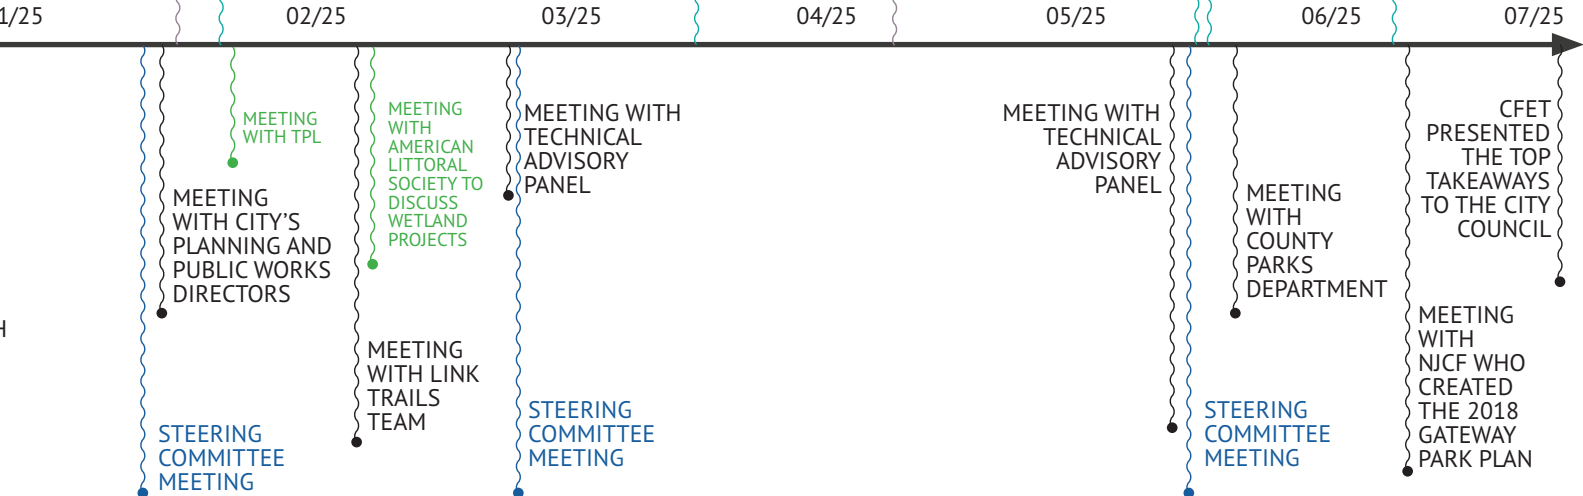 1/25
02/25
03/25
04/25
05/25
06/25
07/25
H
STEERING
COMMITTEE
MEETING
MEETING
WITH CITY'S
PLANNING AND
PUBLIC WORKS
DIRECTORS
MEETING
WITH TPL
MEETING
WITH LINK
TRAILS
TEAM
MEETING
WITH
AMERICAN
LITTORAL
SOCIETY TO
DISCUSS
WETLAND
PROJECTS
MEETING WITH
TECHNICAL
ADVISORY
PANEL
STEERING
COMMITTEE
MEETING
MEETING WITH
TECHNICAL
ADVISORY
PANEL
STEERING
COMMITTEE
MEETING
MEETING
WITH
COUNTY
PARKS
DEPARTMENT
MEETING
WITH
NJCF WHO
CREATED
THE 2018
GATEWAY
PARK PLAN
CFET
PRESENTED
THE TOP
TAKEAWAYS
TO THE CITY
COUNCIL